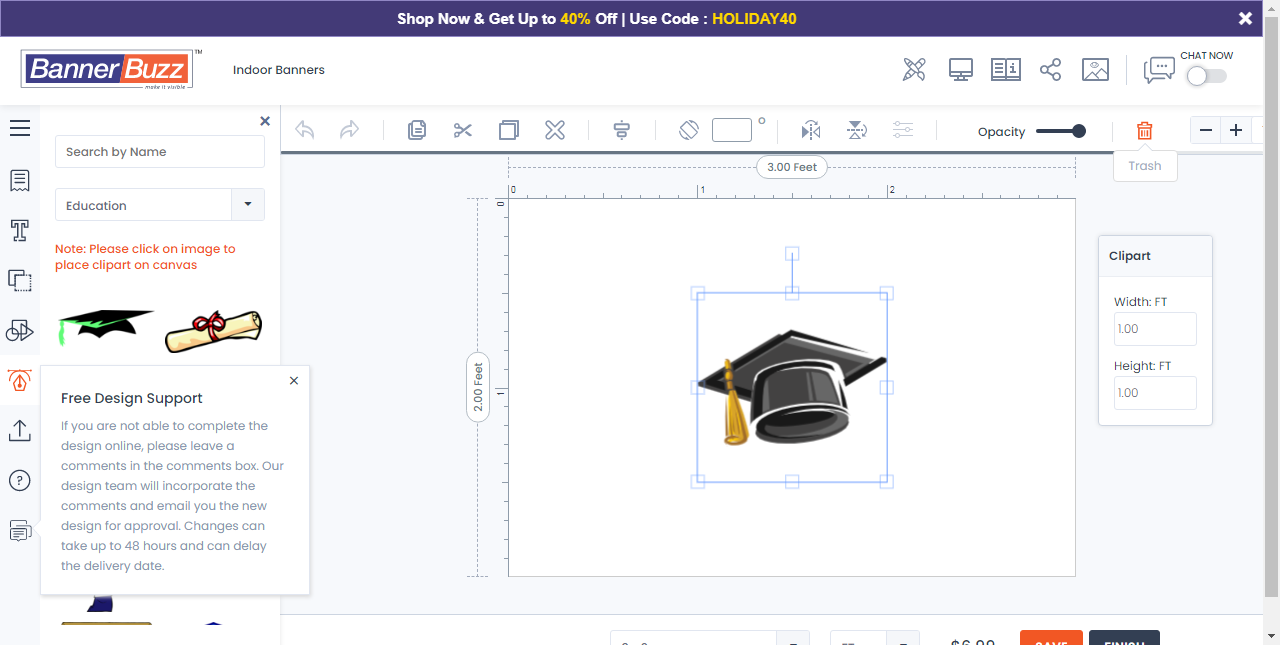 Shop Now & Get Up to 40% Off | Use Code : HOLIDAY40
BannerBuzz™
make it visible
Indoor Banners
CHAT NOW
Search by Name
Education
Note: Please click on image to
place clipart on canvas
Opacity
Trash
3.00 Feet
0
1
2
0
1
2.00 Feet
Clipart
Width: FT
1.00
Height: FT
1.00
Free Design Support
If you are not able to complete the
design online, please leave a
comments in the comments box. Our
design team will incorporate the
comments and email you the new
design for approval. Changes can
take up to 48 hours and can delay
the delivery date.
SAVE
FINISH